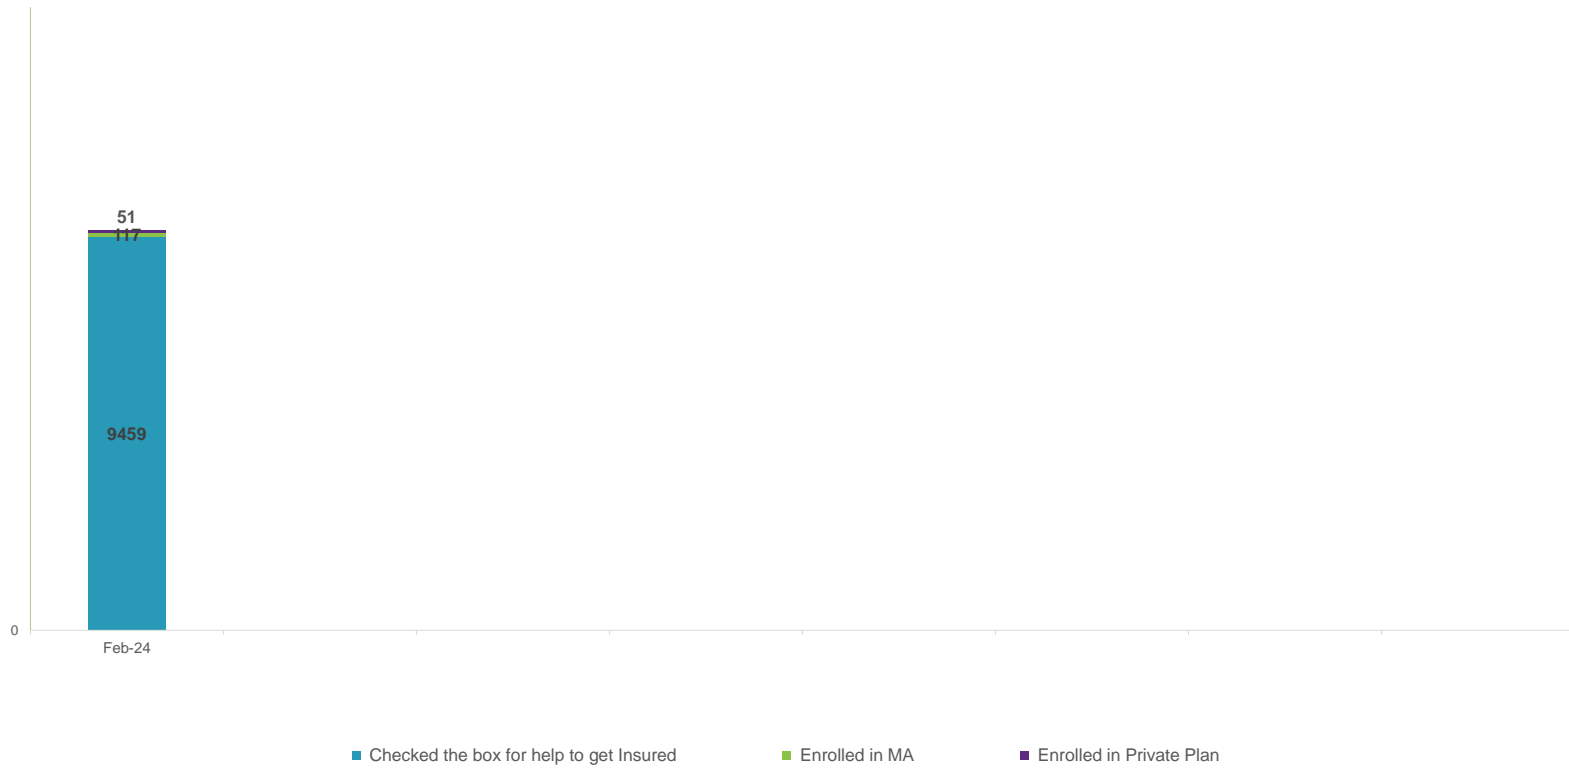 51
117
9459
0
Feb-24
Checked the box for help to get Insured
Enrolled in MA
Enrolled in Private Plan